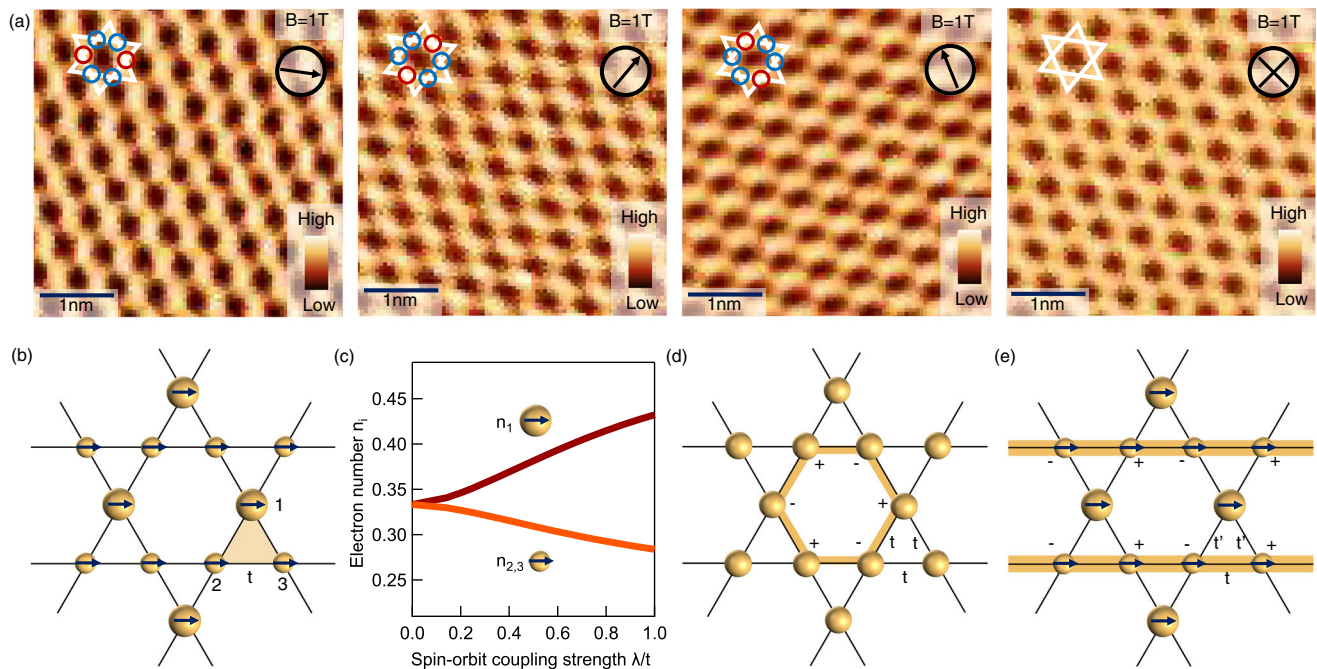 (a)
B=1T
High
Low
1nm
B=1T
High
Low
1nm
B=1T
High
Low
1nm
B=1T
High
Low
1nm
(b)
1
2
t
3
(c)
Electron number nᵢ
0.45
0.40
0.35
0.30
0.25
n₁
n₂,₃
0.0 0.2 0.4 0.6 0.8 1.0
Spin-orbit coupling strength λ/t
(d)
+ -
- +
+ - t t
t
(e)
- + - +
- + - t' t' +
t